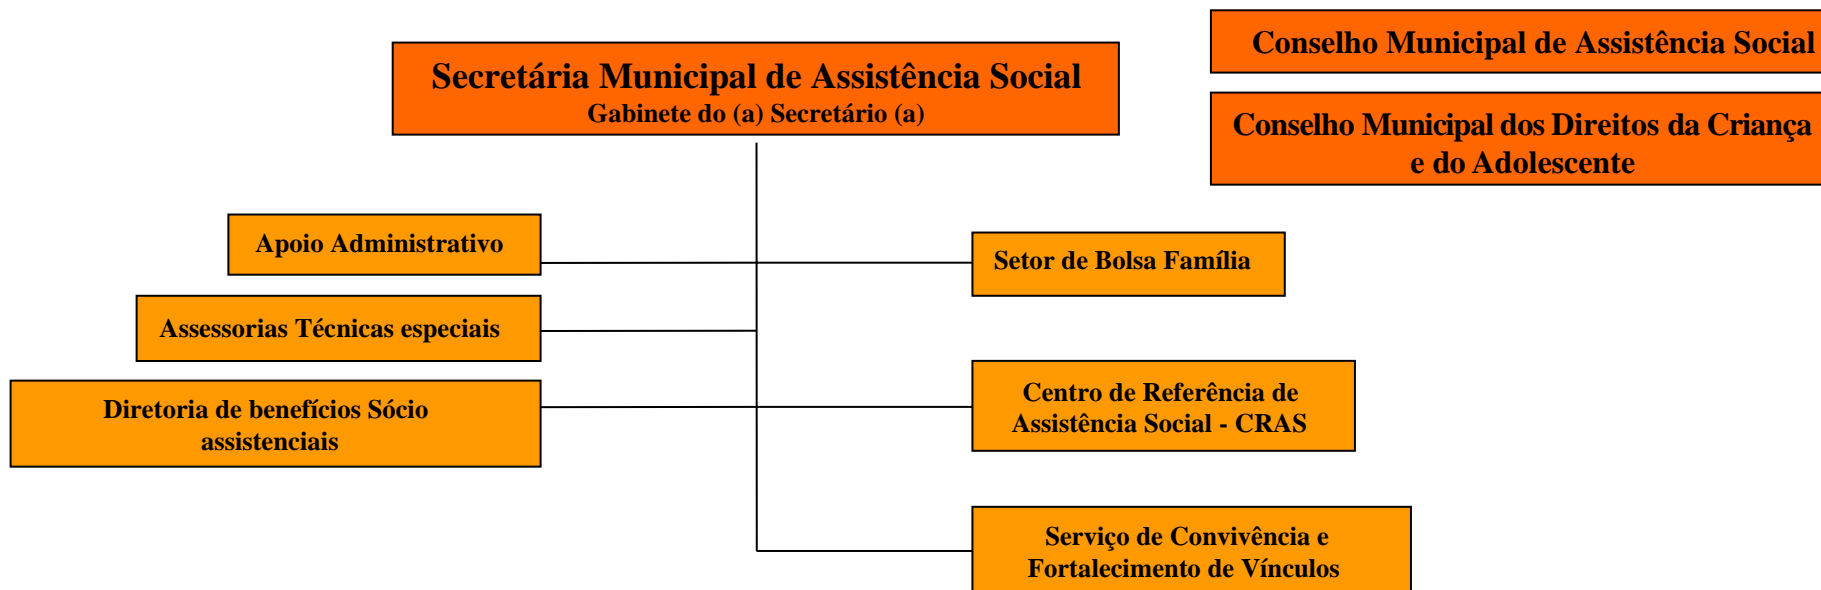 Conselho Municipal de Assistência Social
Secretária Municipal de Assistência Social
Gabinete do (a) Secretário (a)
Conselho Municipal dos Direitos da Criança
e do Adolescente
Apoio Administrativo
Setor de Bolsa Família
Assessorias Técnicas especiais
Diretoria de benefícios Sócio
assistenciais
Centro de Referência de
Assistência Social - CRAS
Serviço de Convivência e
Fortalecimento de Vínculos